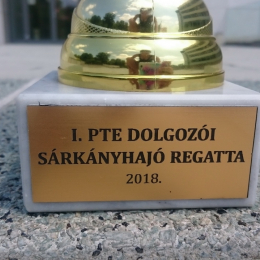 I. PTE DOLGOZÓI
SÁRKÁNYHAJÓ REGATTA
2018.